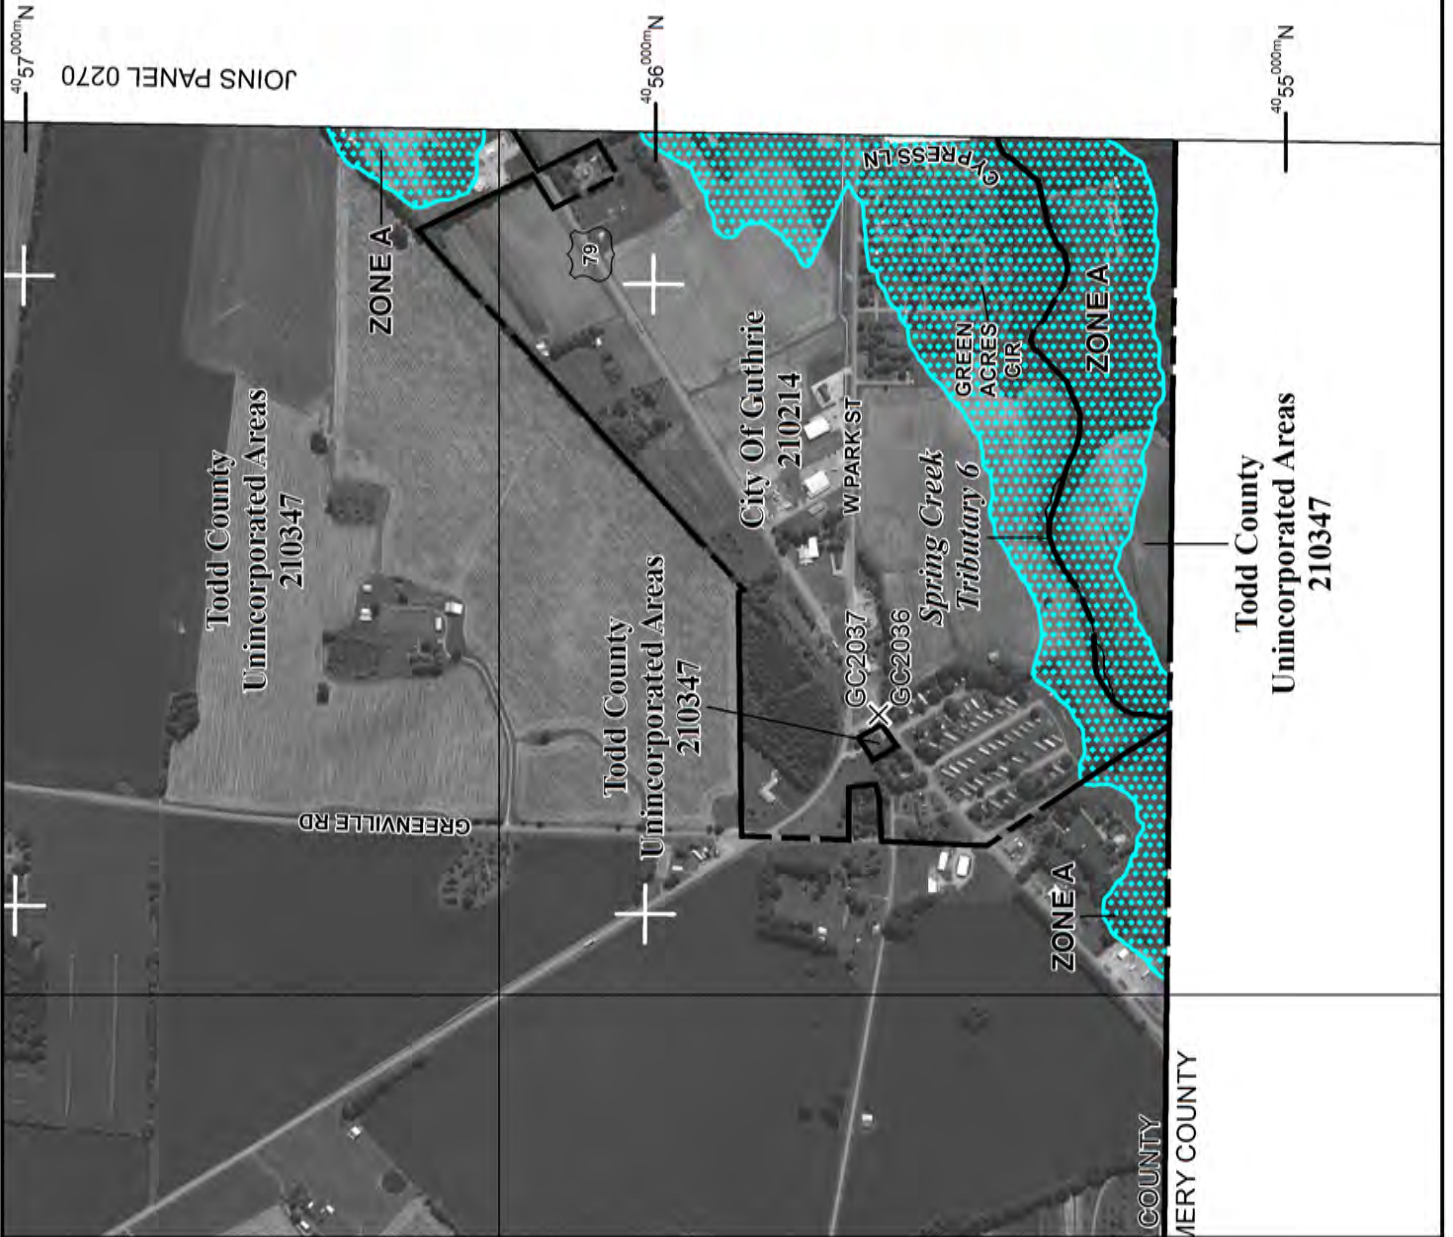 4057000mN
JOINS PANEL 0270
4056000mN
4055000mN
ZONE A
79
CYPRESS LN
Todd County
Unincorporated Areas
210347
City Of Guthrie
210214
W PARK ST
GREEN
ACRES
CIR
ZONE A
Spring Creek
Tributary 6
Todd County
Unincorporated Areas
210347
GC2037
GC2036
Todd County
Unincorporated Areas
210347
GREENVILLE RD
ZONE A
COUNTY
MERY COUNTY